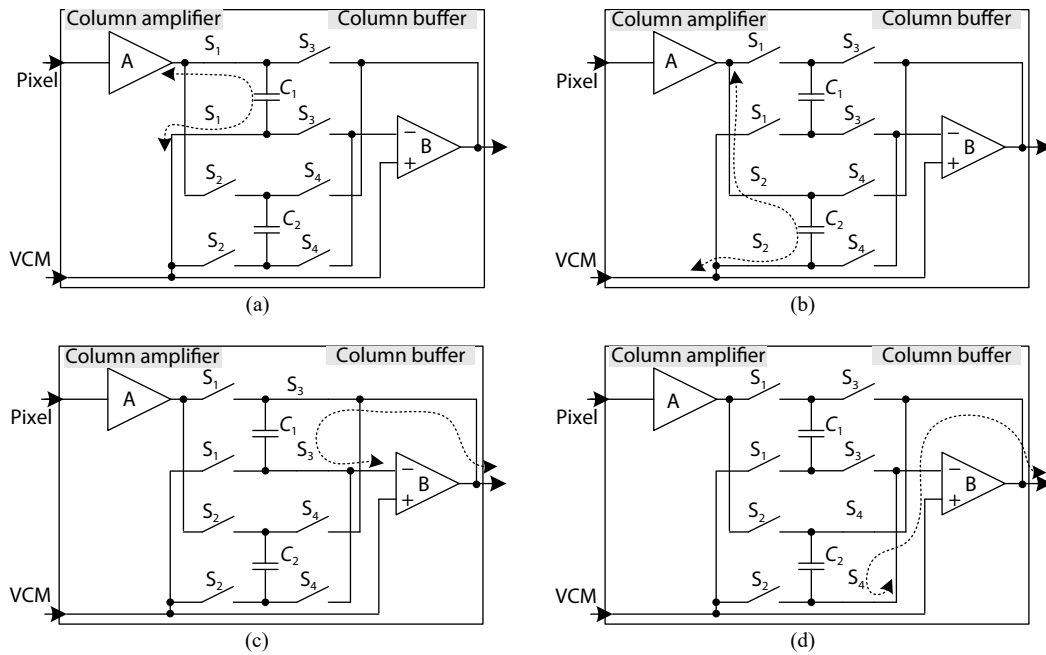 Column amplifier Column buffer
S1 S3
A
Pixel
C1
S1 S3
−
B
+
S2 S4
C2
S2 S4
VCM
(a)
Column amplifier Column buffer
S1 S3
A
Pixel
C1
S1 S3
−
B
+
S2 S4
C2
S2 S4
VCM
(b)
Column amplifier Column buffer
S1 S3
A
Pixel
C1
S1 S3
−
B
+
S2 S4
C2
S2 S4
VCM
(c)
Column amplifier Column buffer
S1 S3
A
Pixel
C1
S1 S3
−
B
+
S2 S4
C2
S2 S4
VCM
(d)